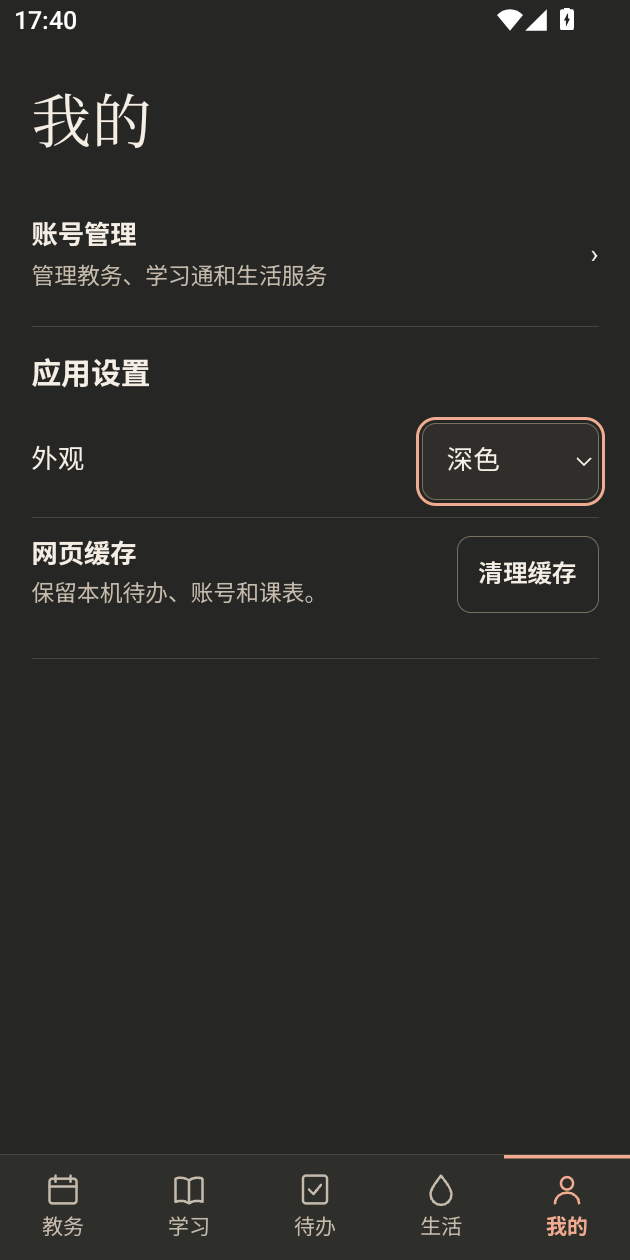 17:40
我的
账号管理
管理教务、学习通和生活服务
应用设置
外观
深色
网页缓存
保留本机待办、账号和课表。
清理缓存
教务
学习
待办
生活
我的